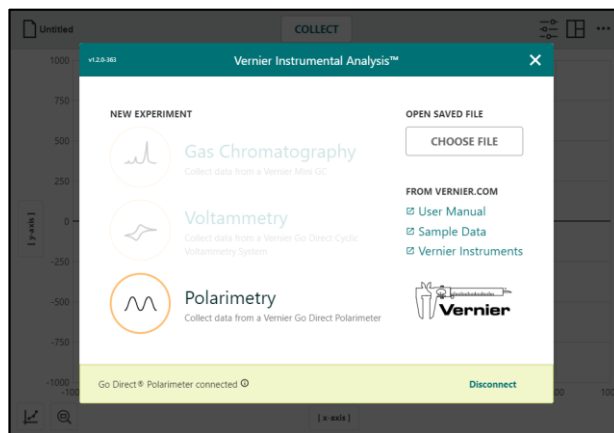 Untitled
COLLECT
v1.2.0-363
Vernier Instrumental Analysis™
NEW EXPERIMENT
Gas Chromatography
Collect data from a Vernier Mini GC
Voltammetry
Collect data from a Vernier Go Direct Cyclic
Voltammetry System
Polarimetry
Collect data from a Vernier Go Direct Polarimeter
OPEN SAVED FILE
CHOOSE FILE
FROM VERNIER.COM
User Manual
Sample Data
Vernier Instruments
Vernier
Go Direct® Polarimeter connected
Disconnect
1000
750
500
250
0
-250
-500
-750
-1000
[ y-axis ]
[ x-axis ]